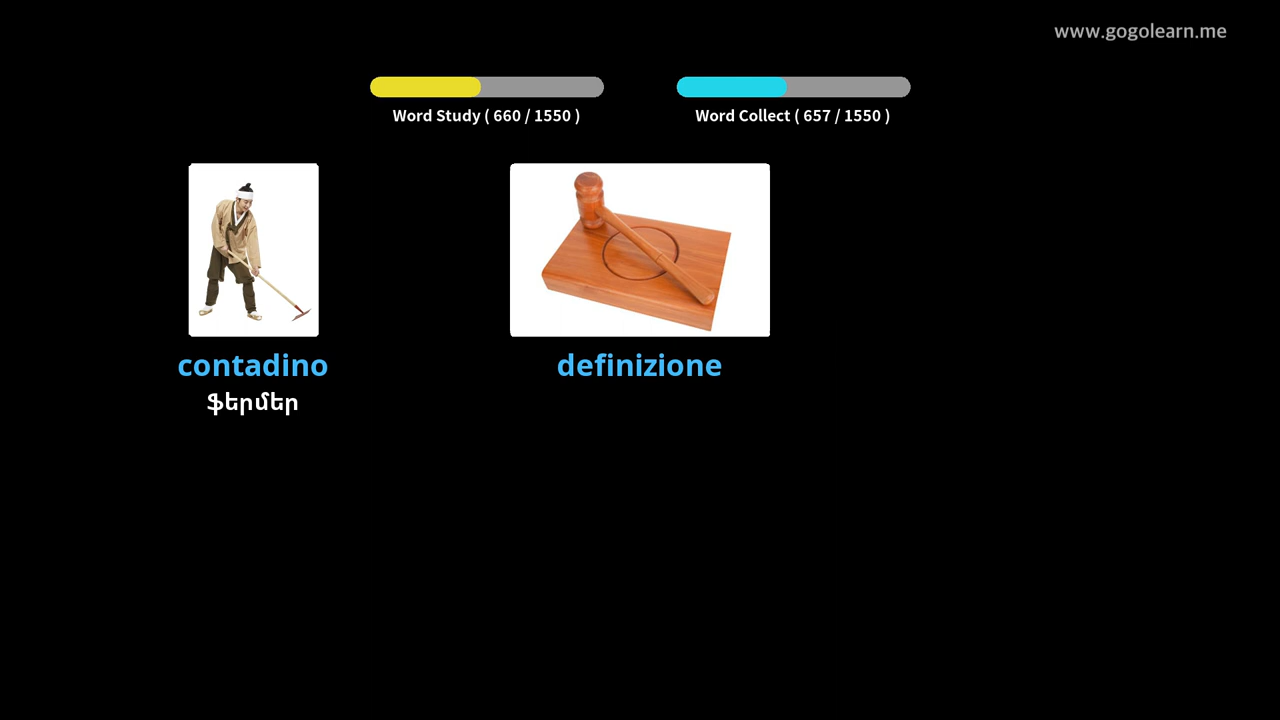 www.gogolearn.me
Word Study ( 660 / 1550 )
Word Collect ( 657 / 1550 )
contadino
ֆերմեր
definizione